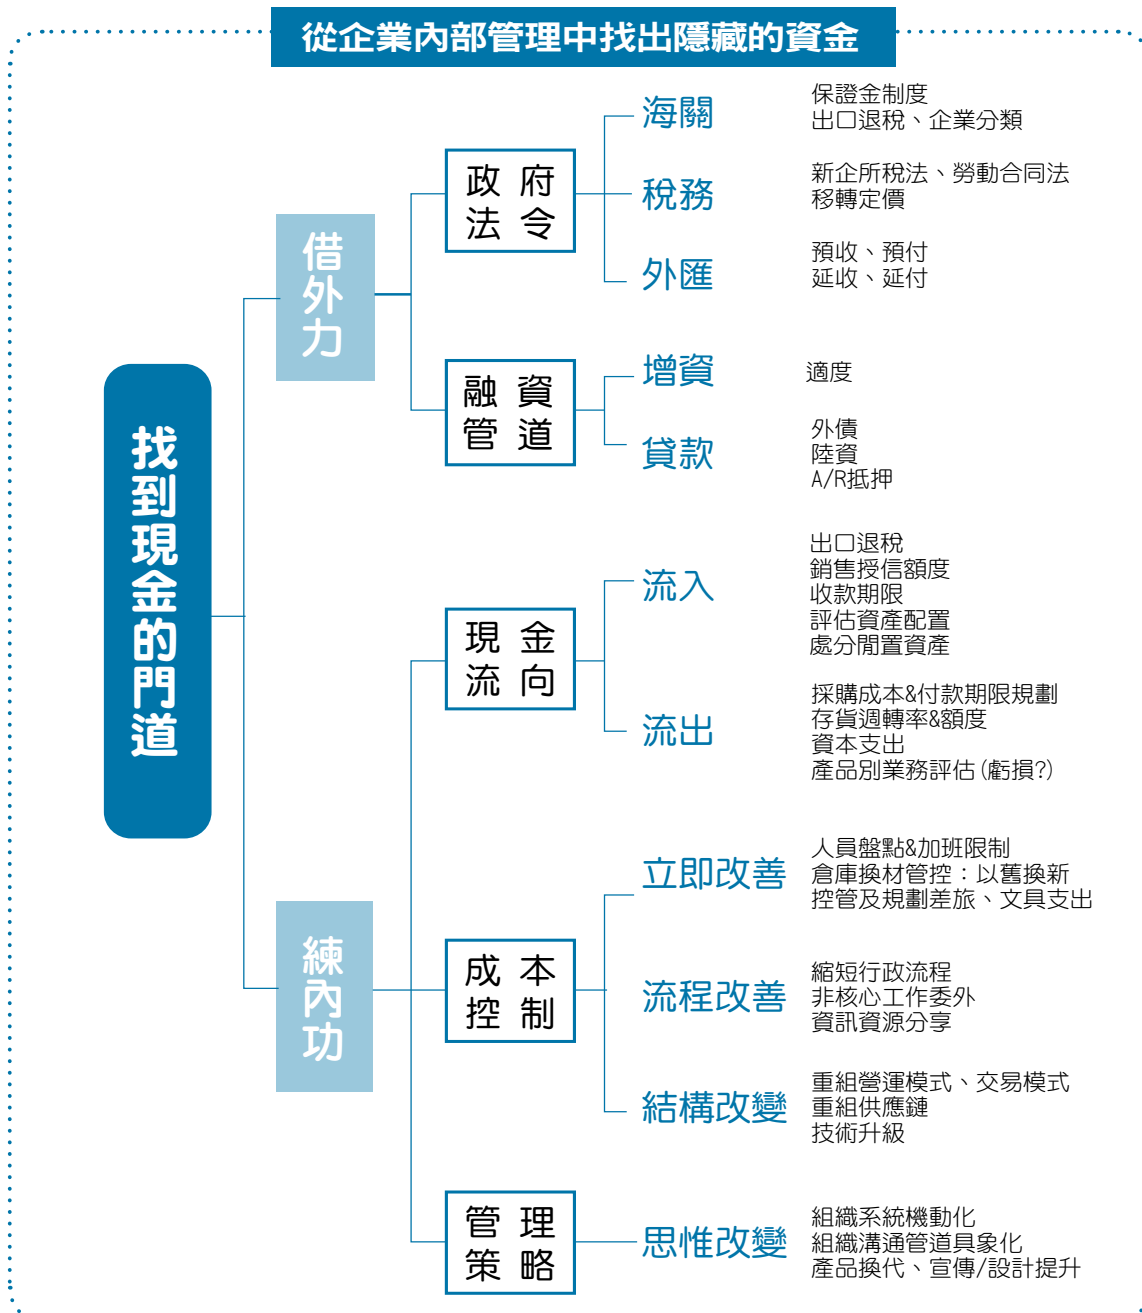 從企業內部管理中找出隱藏的資金
找到現金的門道
借外力
政府
法令
海關
保證金制度
出口退稅、企業分類
稅務
新企所稅法、勞動合同法
移轉定價
外匯
預收、預付
延收、延付
融資
管道
增資
適度
貸款
外債
陸資
A/R抵押
練內功
現金
流向
流入
出口退稅
銷售授信額度
收款期限
評估資產配置
處分閒置資產
流出
採購成本&付款期限規劃
存貨週轉率&額度
資本支出
產品別業務評估(虧損?)
成本
控制
立即改善
人員盤點&加班限制
倉庫換材管控：以舊換新
控管及規劃差旅、文具支出
流程改善
縮短行政流程
非核心工作委外
資訊資源分享
結構改變
重組營運模式、交易模式
重組供應鏈
技術升級
管理
策略
思惟改變
組織系統機動化
組織溝通管道具象化
產品換代、宣傳/設計提升